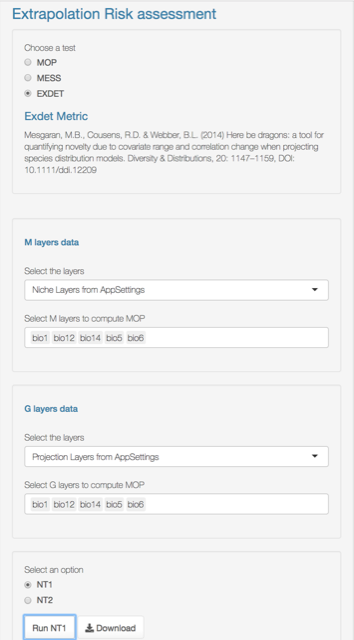 Extrapolation Risk assessment
Choose a test
MOP
MESS
EXDET
Exdet Metric
Mesgaran, M.B., Cousens, R.D. & Webber, B.L. (2014) Here be dragons: a tool for
quantifying novelty due to covariate range and correlation change when projecting
species distribution models. Diversity & Distributions, 20: 1147–1159, DOI:
10.1111/ddi.12209
M layers data
Select the layers
Niche Layers from AppSettings
Select M layers to compute MOP
bio1 bio12 bio14 bio5 bio6
G layers data
Select the layers
Projection Layers from AppSettings
Select G layers to compute MOP
bio1 bio12 bio14 bio5 bio6
Select an option
NT1
NT2
Run NT1 Download